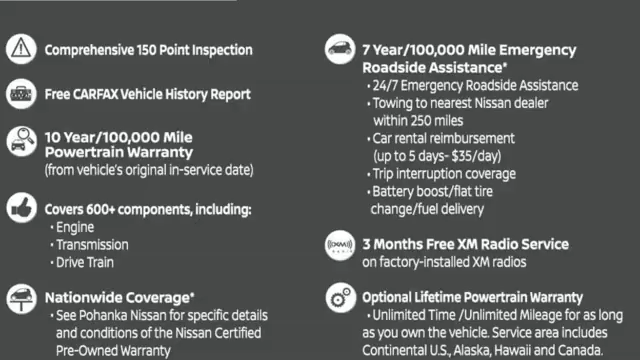 Comprehensive 150 Point Inspection
Free CARFAX Vehicle History Report
10 Year/100,000 Mile
Powertrain Warranty
(from vehicle's original in-service date)
Covers 600+ components, including:
• Engine
• Transmission
• Drive Train
Nationwide Coverage*
• See Pohanka Nissan for specific details
and conditions of the Nissan Certified
Pre-Owned Warranty
7 Year/100,000 Mile Emergency
Roadside Assistance*
• 24/7 Emergency Roadside Assistance
• Towing to nearest Nissan dealer
within 250 miles
• Car rental reimbursement
(up to 5 days- $35/day)
• Trip interruption coverage
• Battery boost/flat tire
change/fuel delivery
((XM))
3 Months Free XM Radio Service
on factory-installed XM radios
Optional Lifetime Powertrain Warranty
• Unlimited Time /Unlimited Mileage for as long
as you own the vehicle. Service area includes
Continental U.S., Alaska, Hawaii and Canada.